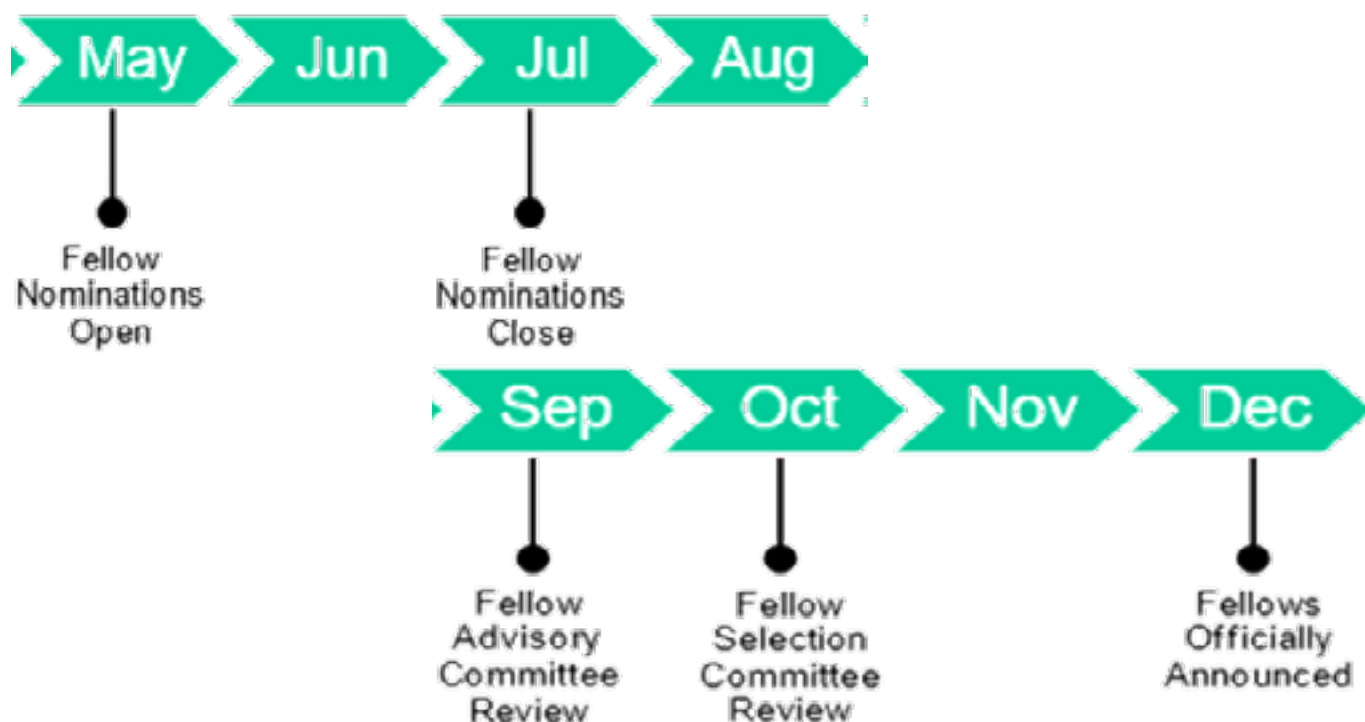 May Jun Jul Aug
Fellow
Nominations
Open
Fellow
Nominations
Close
Sep Oct Nov Dec
Fellow
Advisory
Committee
Review
Fellow
Selection
Committee
Review
Fellows
Officially
Announced